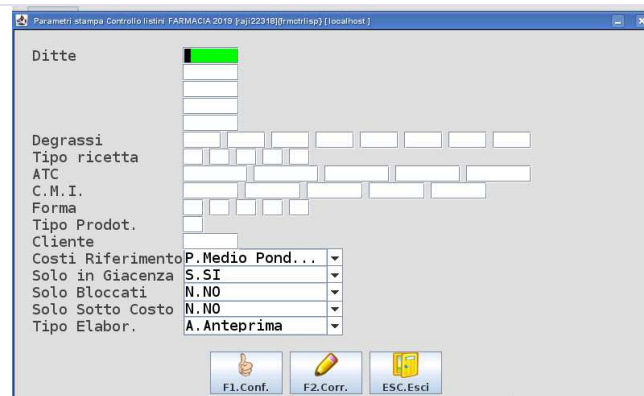 Parametri stampa Controllo listini FARMACIA 2019 [raji22318](frmctrlisp) [localhost]
Ditte
Degrassi
Tipo ricetta
ATC
C.M.I.
Forma
Tipo Prodot.
Cliente
Costi Riferimento P.Medio Pond...
Solo in Giacenza S.SI
Solo Bloccati N.NO
Solo Sotto Costo N.NO
Tipo Elabor. A.Anteprima
F1.Conf. F2.Corr. ESC.Esci